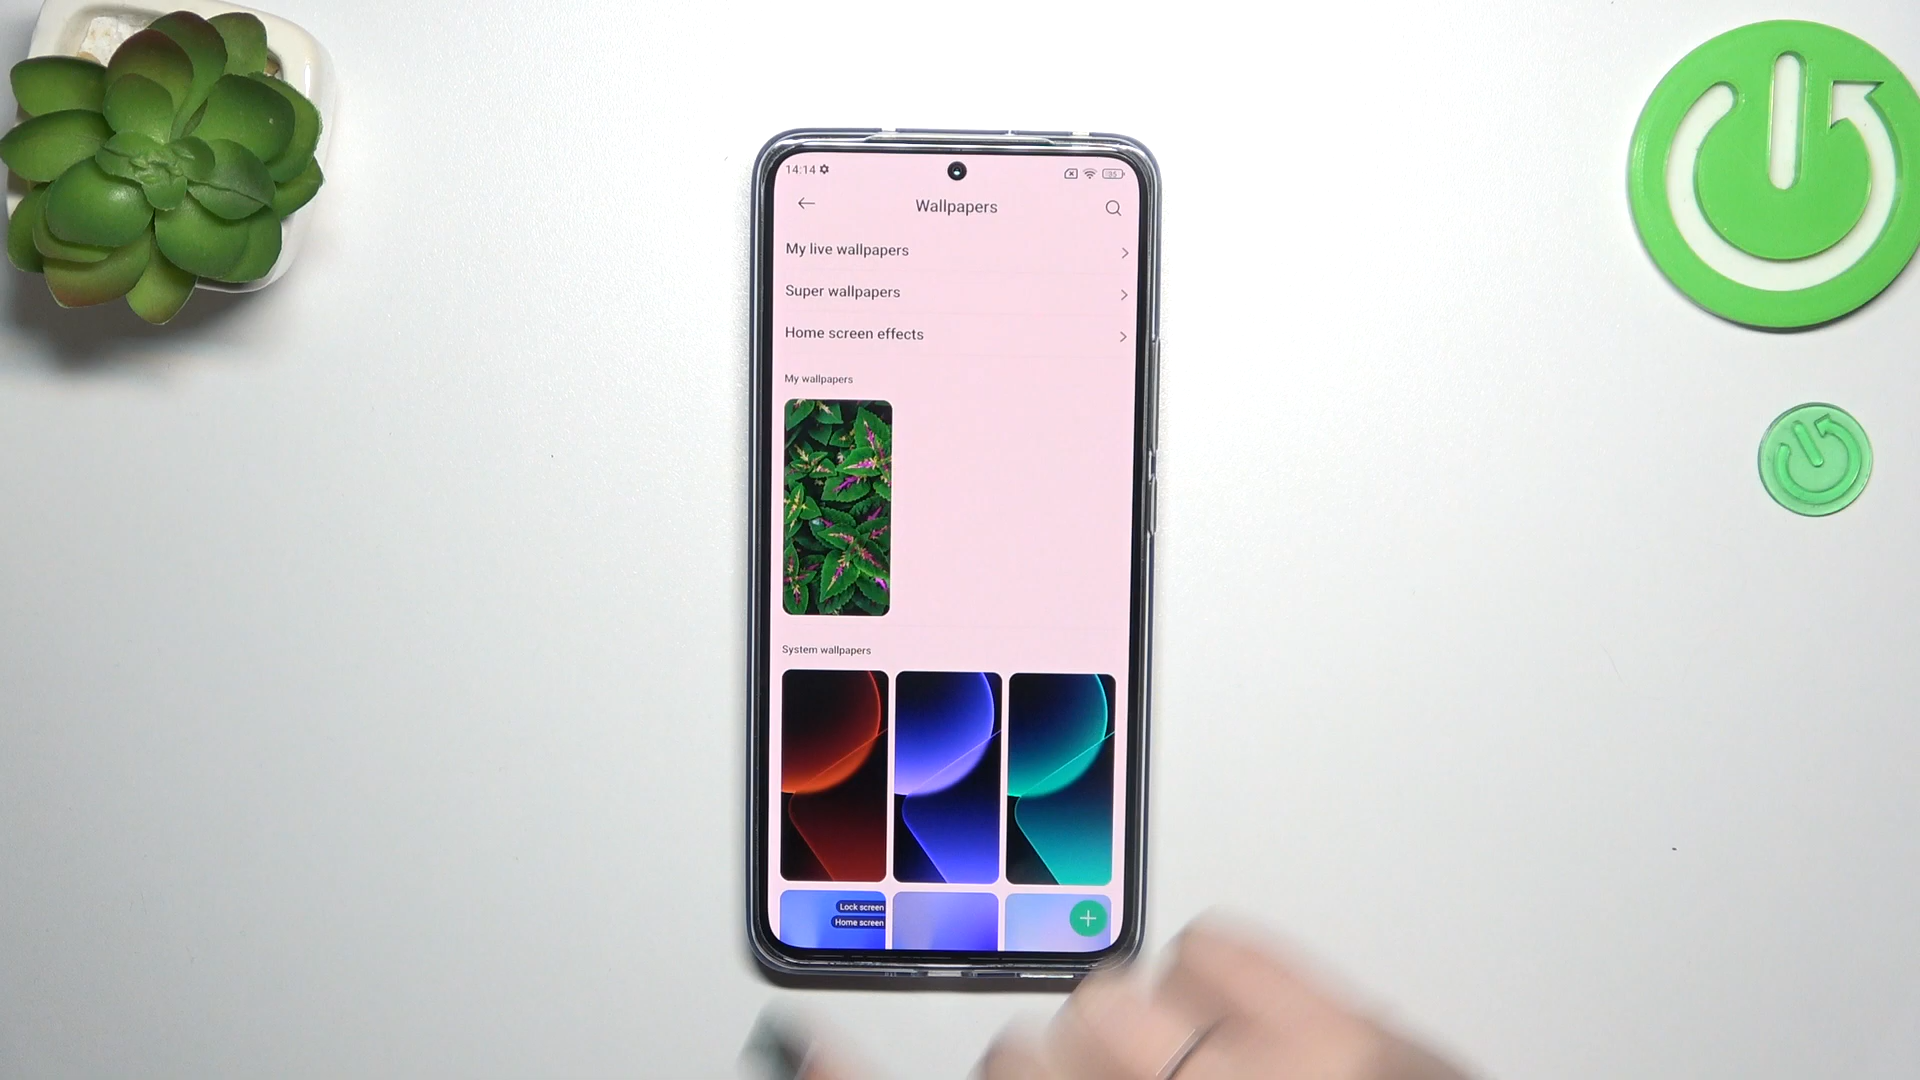 14:14
35
Wallpapers
My live wallpapers
Super wallpapers
Home screen effects
My wallpapers
System wallpapers
Lock screen
Home screen